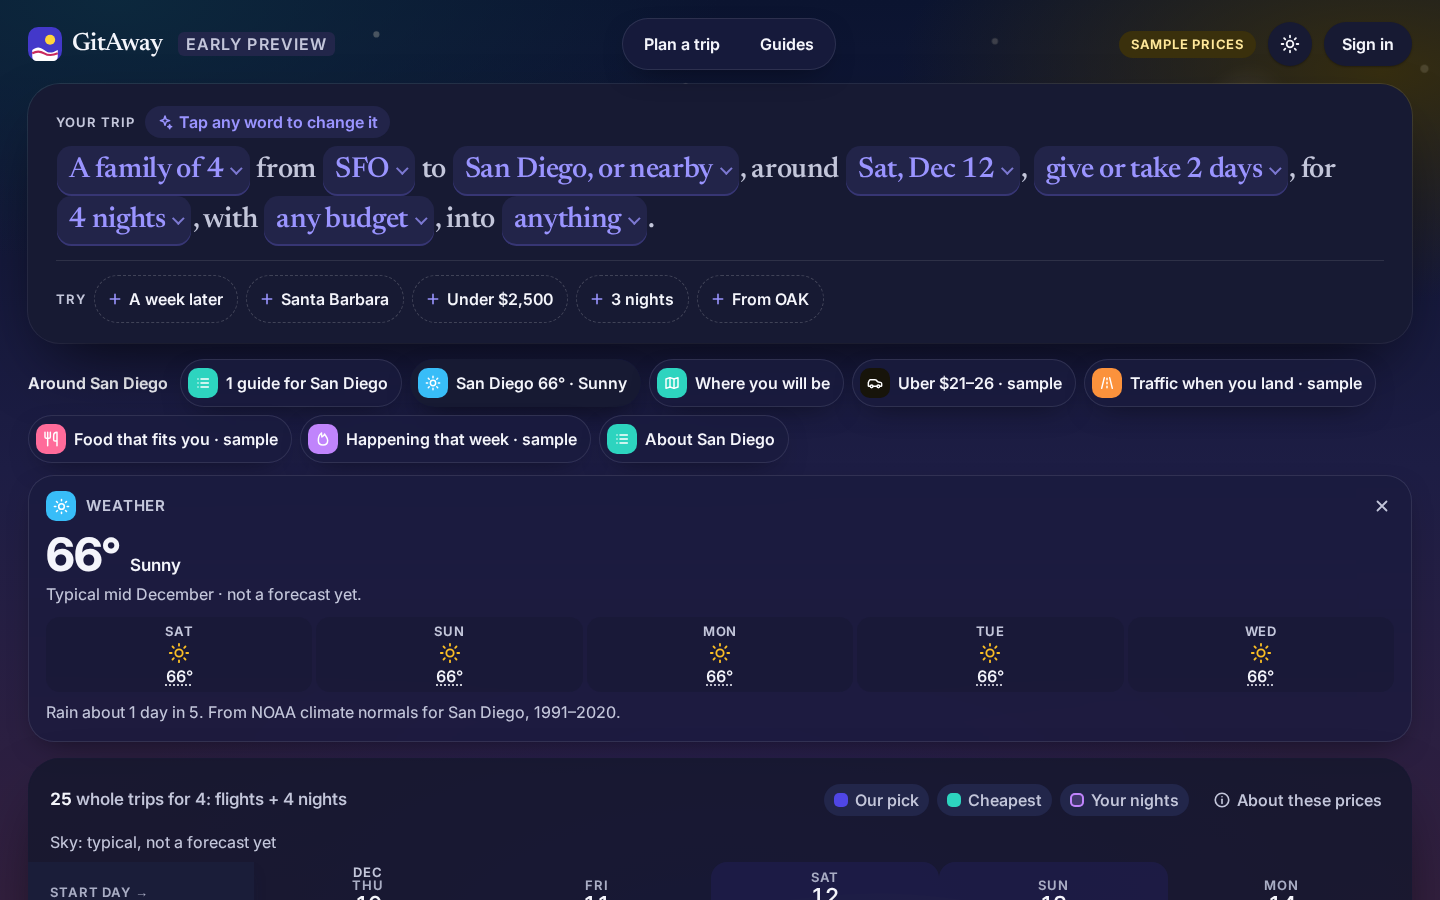 GitAway EARLY PREVIEW
Plan a trip Guides
SAMPLE PRICES Sign in
YOUR TRIP Tap any word to change it
A family of 4 from SFO to San Diego, or nearby, around Sat, Dec 12, give or take 2 days, for
4 nights, with any budget, into anything.
TRY + A week later + Santa Barbara + Under $2,500 + 3 nights + From OAK
Around San Diego 1 guide for San Diego San Diego 66° · Sunny Where you will be Uber $21–26 · sample Traffic when you land · sample
Food that fits you · sample Happening that week · sample About San Diego
WEATHER
66° Sunny
Typical mid December · not a forecast yet.
SAT SUN MON TUE WED
66° 66° 66° 66° 66°
Rain about 1 day in 5. From NOAA climate normals for San Diego, 1991–2020.
25 whole trips for 4: flights + 4 nights Our pick Cheapest Your nights About these prices
Sky: typical, not a forecast yet
DEC
START DAY → THU FRI SAT SUN MON
12